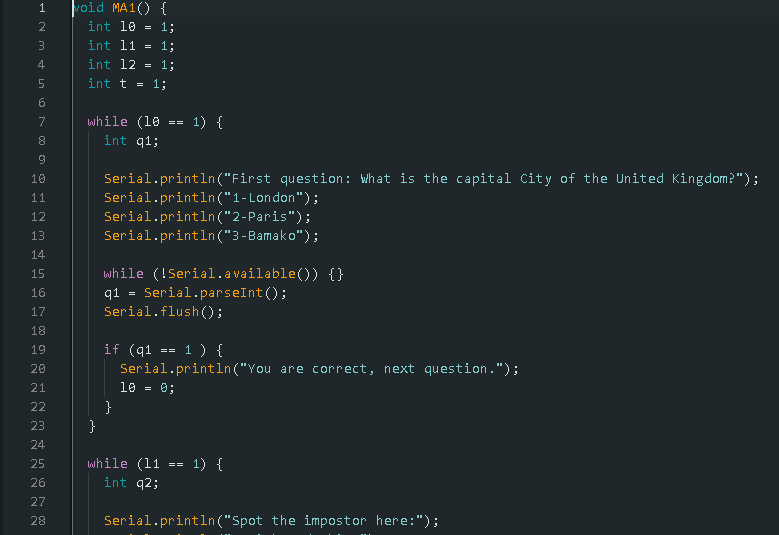 1 void MA1() {
2 int l0 = 1;
3 int l1 = 1;
4 int l2 = 1;
5 int t = 1;
6
7 while (l0 == 1) {
8 int q1;
9
10 Serial.println("First question: What is the capital City of the United Kingdom?");
11 Serial.println("1-London");
12 Serial.println("2-Paris");
13 Serial.println("3-Bamako");
14
15 while (!Serial.available()) {}
16 q1 = Serial.parseInt();
17 Serial.flush();
18
19 if (q1 == 1 ) {
20 Serial.println("You are correct, next question.");
21 l0 = 0;
22 }
23 }
24
25 while (l1 == 1) {
26 int q2;
27
28 Serial.println("Spot the impostor here:");